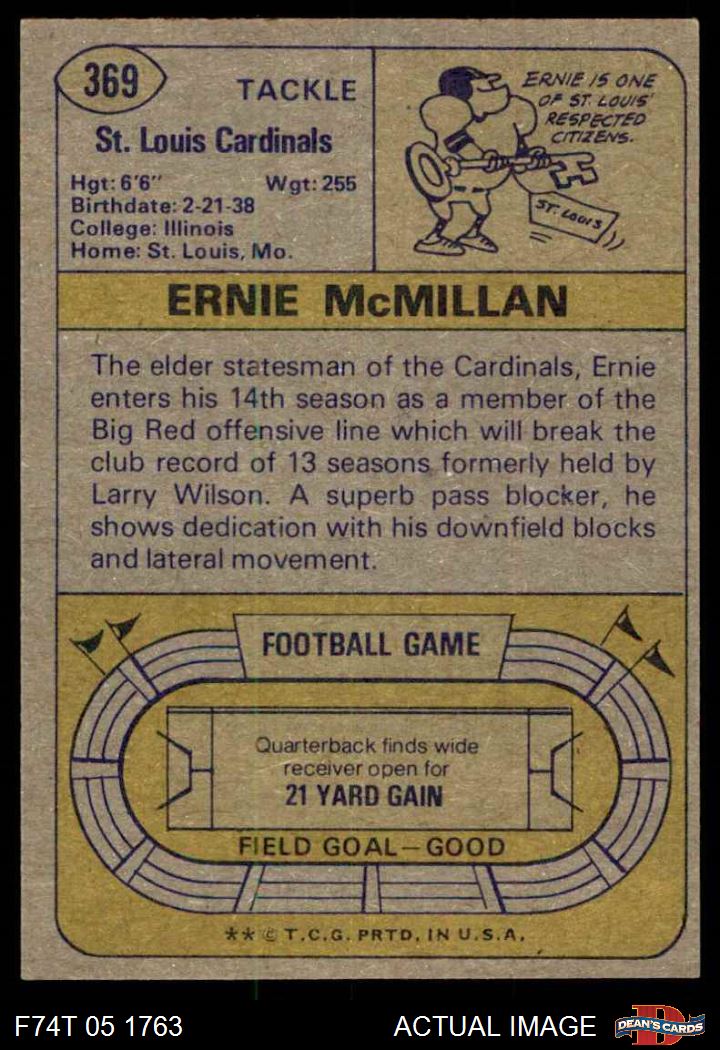 369
TACKLE
St. Louis Cardinals
Hgt: 6'6" Wgt: 255
Birthdate: 2-21-38
College: Illinois
Home: St. Louis, Mo.
ERNIE IS ONE
OF ST. LOUIS'
RESPECTED
CITIZENS.
ST. LOUIS
ERNIE McMILLAN
The elder statesman of the Cardinals, Ernie
enters his 14th season as a member of the
Big Red offensive line which will break the
club record of 13 seasons formerly held by
Larry Wilson. A superb pass blocker, he
shows dedication with his downfield blocks
and lateral movement.
FOOTBALL GAME
Quarterback finds wide
receiver open for
21 YARD GAIN
FIELD GOAL—GOOD
** © T.C.G. PRTD. IN U.S.A.
F74T 05 1763
ACTUAL IMAGE
D
DEAN'S CARDS